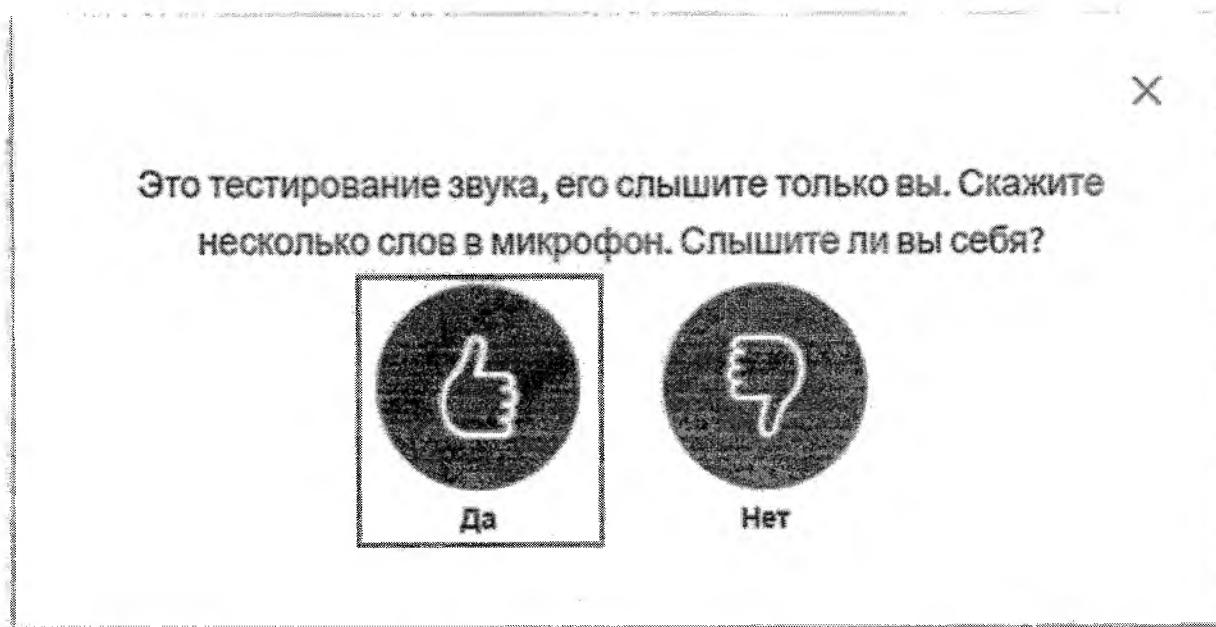 Это тестирование звука, его слышите только вы. Скажите
несколько слов в микрофон. Слышите ли вы себя?
Да
Нет